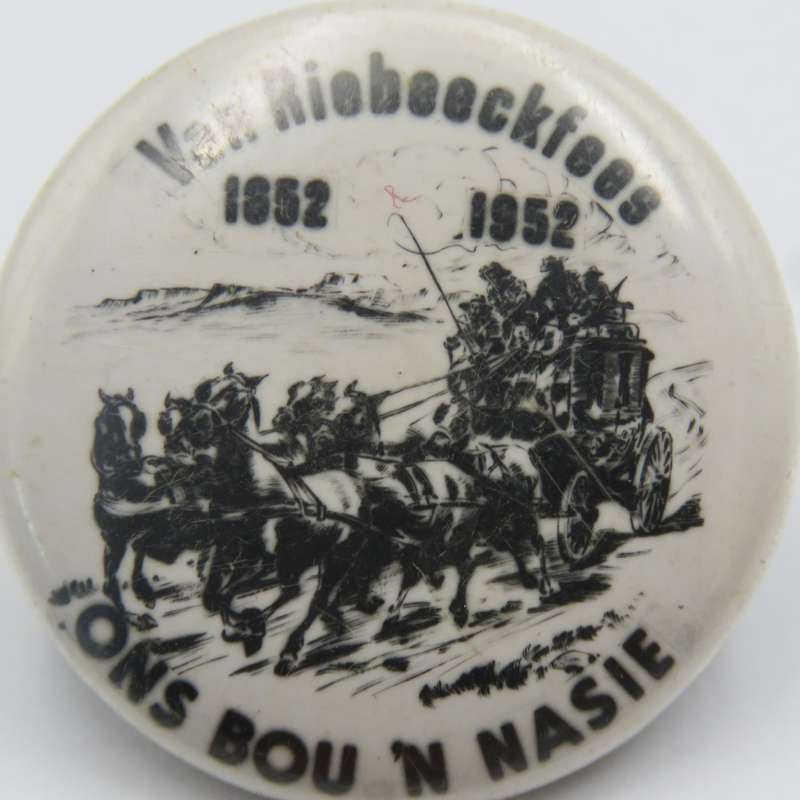 Van Riebeeckfees
1652 1952
"ONS BOU 'N NASIE